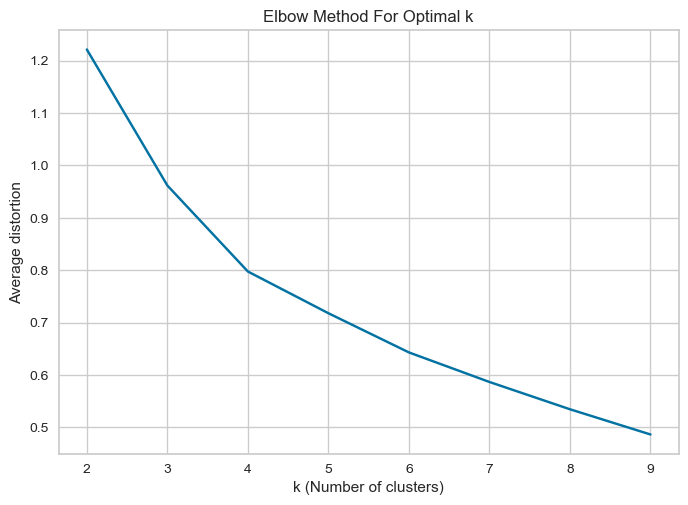 Elbow Method For Optimal k
1.2
1.1
1.0
0.9
0.8
0.7
0.6
0.5
Average distortion
2 3 4 5 6 7 8 9
k (Number of clusters)